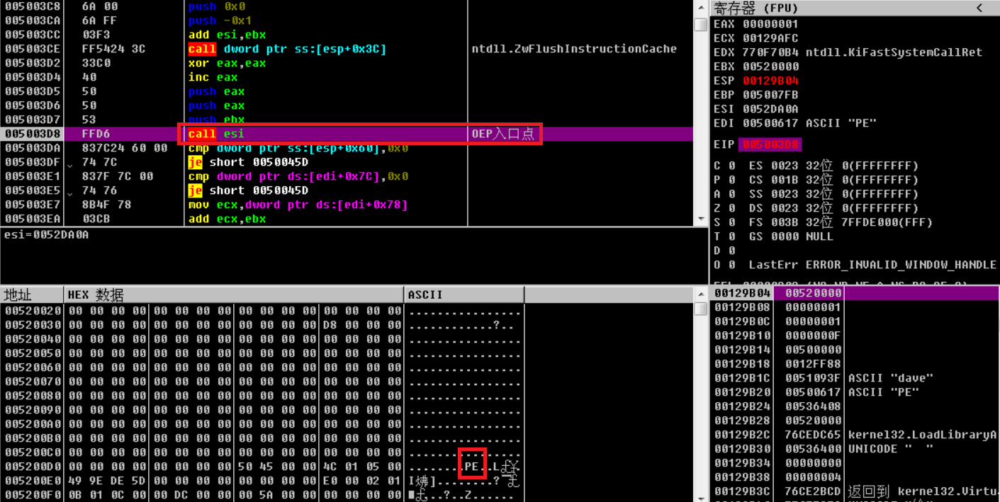 005003C8 6A 00 push 0x0
005003CA 6A FF push -0x1
005003CC 03F3 add esi,ebx
005003CE FF5424 3C call dword ptr ss:[esp+0x3C] ntdll.ZwFlushInstructionCache
005003D2 33C0 xor eax,eax
005003D4 40 inc eax
005003D5 50 push eax
005003D6 50 push eax
005003D7 53 push ebx
005003D8 FFD6 call esi OEP入口点
005003DA 837C24 60 00 cmp dword ptr ss:[esp+0x60],0x0
005003DF 74 7C je short 0050045D
005003E1 837F 7C 00 cmp dword ptr ds:[edi+0x7C],0x0
005003E5 74 76 je short 0050045D
005003E7 8B4F 78 mov ecx,dword ptr ds:[edi+0x78]
005003EA 03CB add ecx,ebx
esi=0052DA0A
寄存器 (FPU) <
EAX 00000001
ECX 00129AFC
EDX 770F70B4 ntdll.KiFastSystemCallRet
EBX 00520000
ESP 00129B04
EBP 005007FB
ESI 0052DA0A
EDI 00500617 ASCII "PE"
EIP 005003D8
C 0 ES 0023 32位 0(FFFFFFFF)
P 0 CS 001B 32位 0(FFFFFFFF)
A 0 SS 0023 32位 0(FFFFFFFF)
Z 0 DS 0023 32位 0(FFFFFFFF)
S 0 FS 003B 32位 7FFDE000(FFF)
T 0 GS 0000 NULL
D 0
O 0 LastErr ERROR_INVALID_WINDOW_HANDLE
地址 HEX 数据 ASCII
00520020 00 00 00 00 00 00 00 00 00 00 00 00 00 00 00 00 ................
00520030 00 00 00 00 00 00 00 00 00 00 00 00 D8 00 00 00 ............?..
00520040 00 00 00 00 00 00 00 00 00 00 00 00 00 00 00 00 ................
00520050 00 00 00 00 00 00 00 00 00 00 00 00 00 00 00 00 ................
00520060 00 00 00 00 00 00 00 00 00 00 00 00 00 00 00 00 ................
00520070 00 00 00 00 00 00 00 00 00 00 00 00 00 00 00 00 ................
00520080 00 00 00 00 00 00 00 00 00 00 00 00 00 00 00 00 ................
00520090 00 00 00 00 00 00 00 00 00 00 00 00 00 00 00 00 ................
005200A0 00 00 00 00 00 00 00 00 00 00 00 00 00 00 00 00 ................
005200B0 00 00 00 00 00 00 00 00 00 00 00 00 00 00 00 00 ................
005200C0 00 00 00 00 00 00 00 00 00 00 00 00 00 00 00 00 ................
005200D0 00 00 00 00 00 00 00 00 50 45 00 00 4C 01 05 00 ........PE..L
005200E0 49 9E DE 5D 00 00 00 00 00 00 00 00 E0 00 02 01 I瀄]........?
005200F0 0B 01 0C 00 00 DC 00 00 00 5A 00 00 00 00 00 00 ..?..Z......
00129B04 00520000
00129B08 00000001
00129B0C 00000001
00129B10 0000000F
00129B14 00500000
00129B18 0012FF88
00129B1C 0051093F ASCII "dave"
00129B20 00500617 ASCII "PE"
00129B24 00536408
00129B28 00520000
00129B2C 76CEDC65 kernel32.LoadLibraryA
00129B30 00536400 UNICODE "  "
00129B34 00000000
00129B38 00000004
00129B3C 76CE2BCD 返回到 kernel32.Virtu